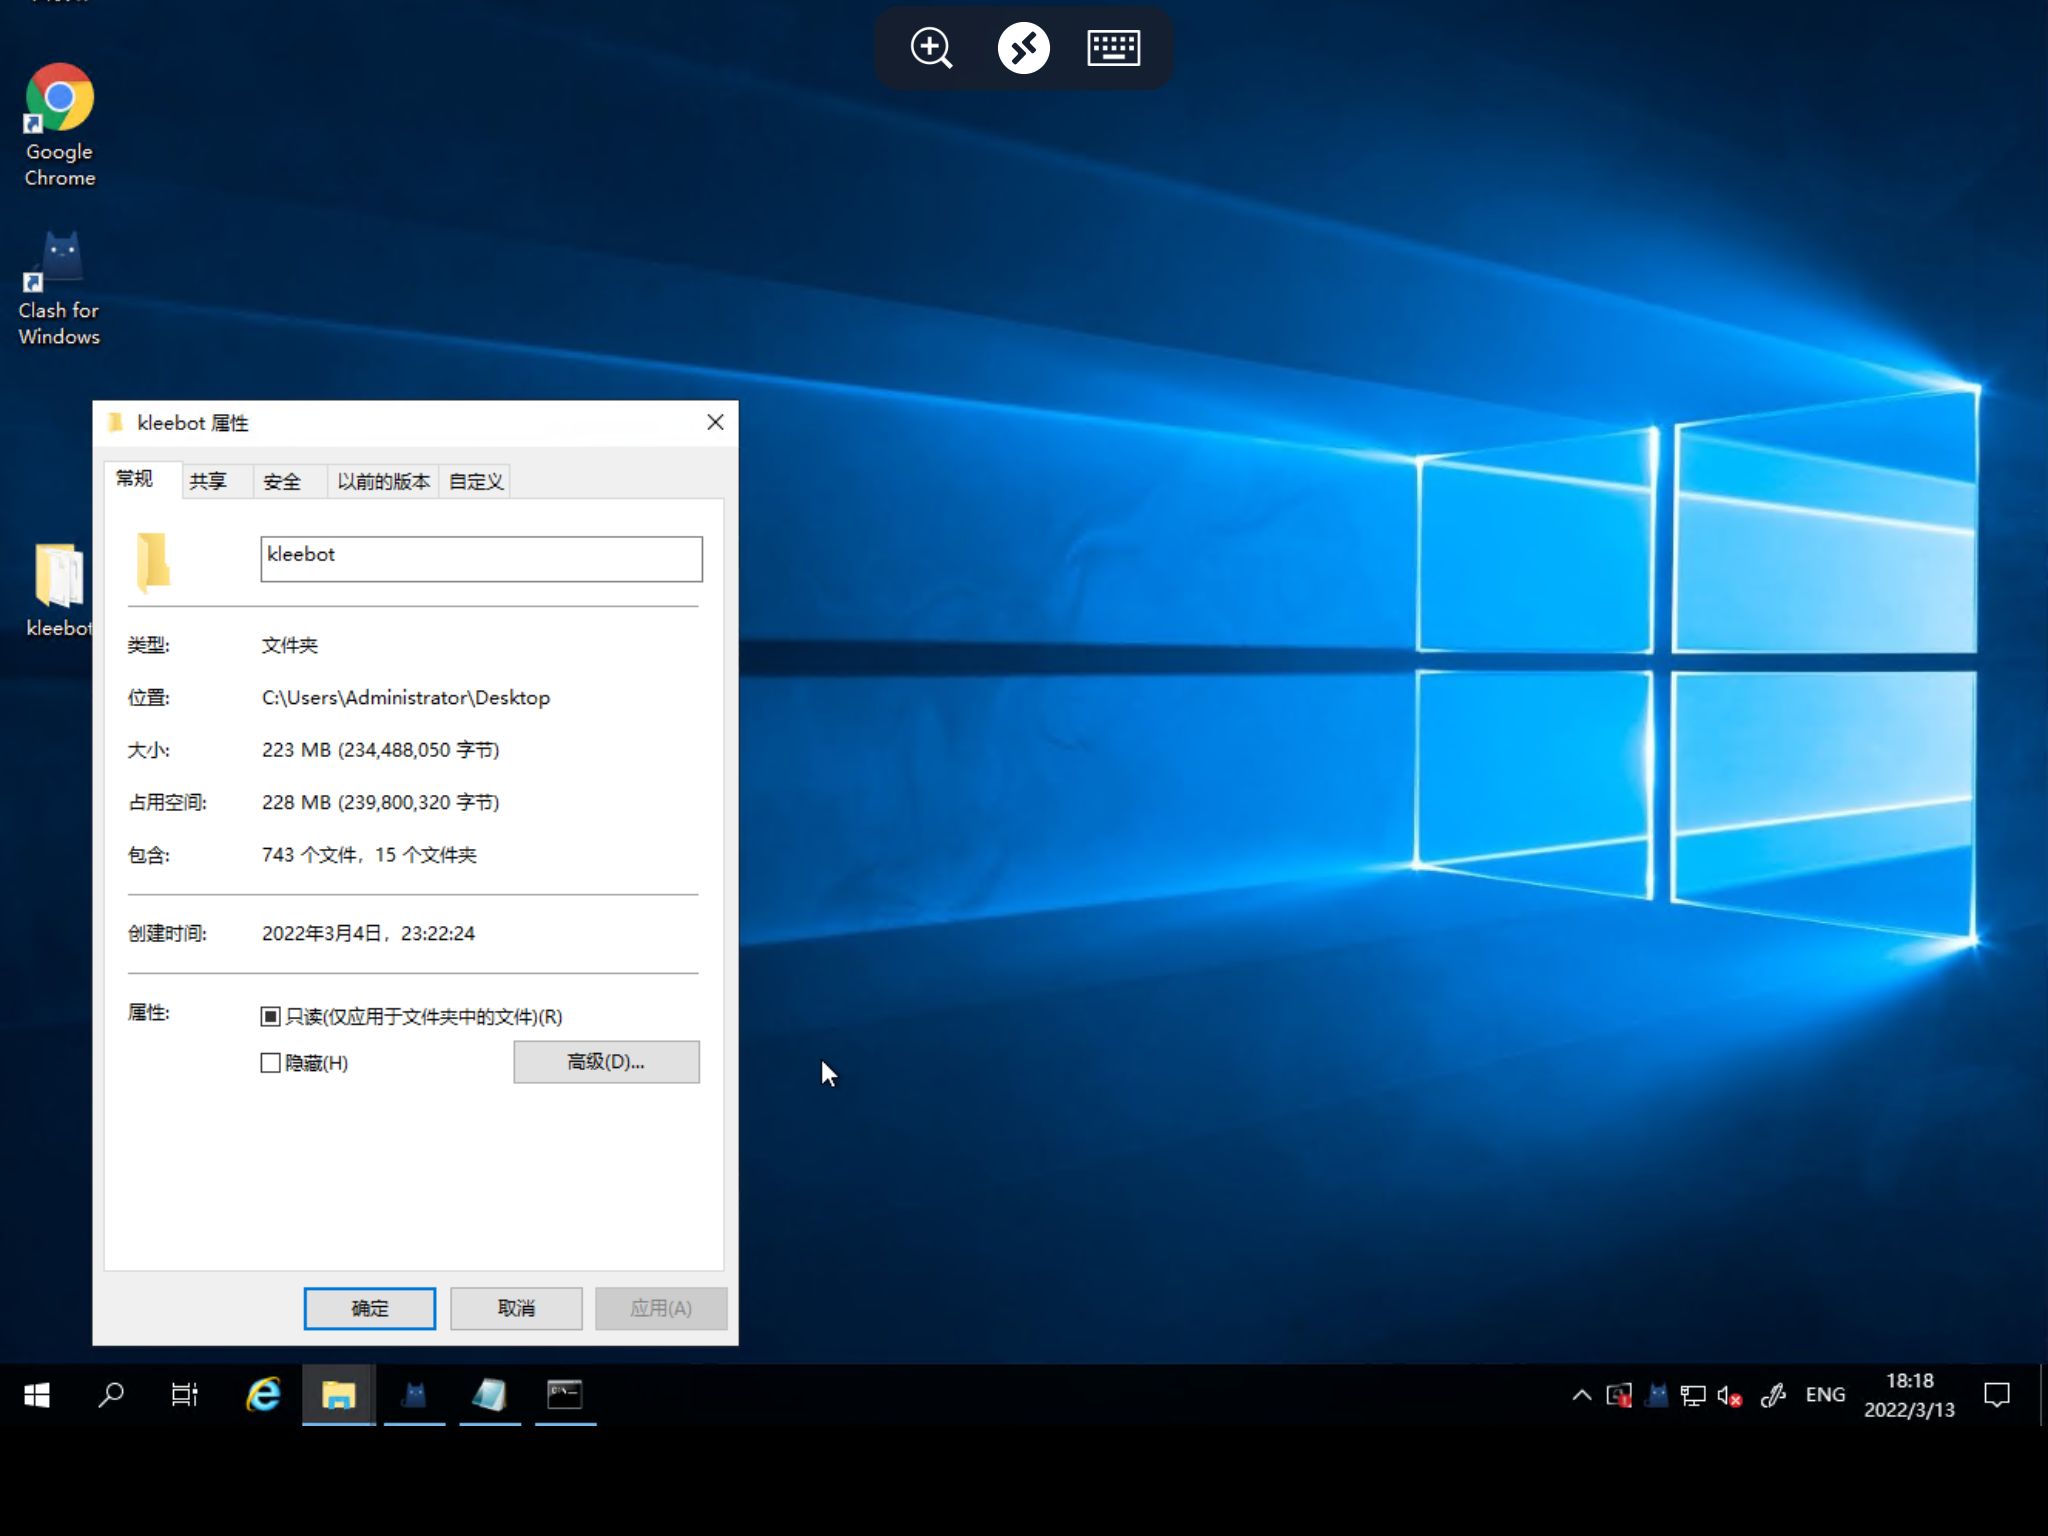 Google
Chrome
Clash for
Windows
kleebot
kleebot 属性
常规
共享
安全
以前的版本
自定义
kleebot
类型:
文件夹
位置:
C:\Users\Administrator\Desktop
大小:
223 MB (234,488,050 字节)
占用空间:
228 MB (239,800,320 字节)
包含:
743 个文件，15 个文件夹
创建时间:
2022年3月4日，23:22:24
属性:
只读(仅应用于文件夹中的文件)(R)
隐藏(H)
高级(D)...
确定
取消
应用(A)
ENG
18:18
2022/3/13